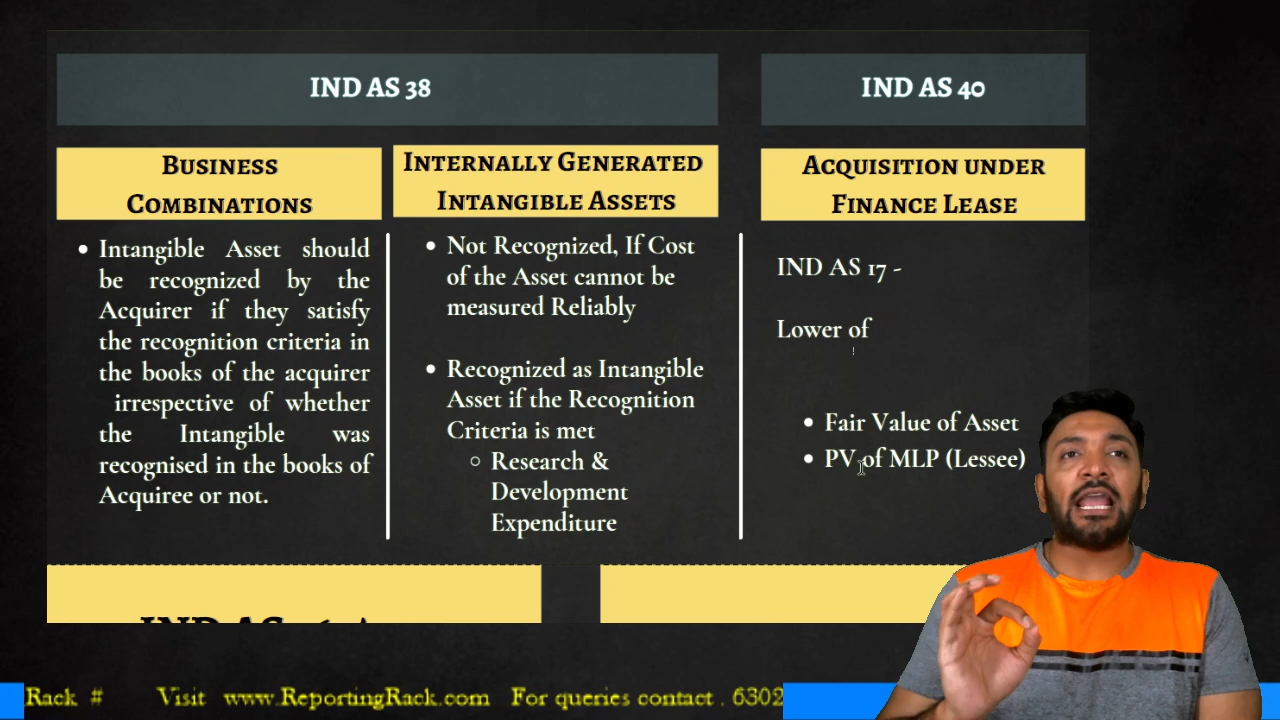 IND AS 38
IND AS 40
Business
Combinations
Internally Generated
Intangible Assets
Acquisition under
Finance Lease
• Intangible Asset should
be recognized by the
Acquirer if they satisfy
the recognition criteria in
the books of the acquirer
irrespective of whether
the Intangible was
recognised in the books of
Acquiree or not.
• Not Recognized, If Cost
of the Asset cannot be
measured Reliably
• Recognized as Intangible
Asset if the Recognition
Criteria is met
○ Research &
Development
Expenditure
IND AS 17 -
Lower of
• Fair Value of Asset
• PV of MLP (Lessee)
IND AS
Rack # Visit www.ReportingRack.com For queries contact . 6302